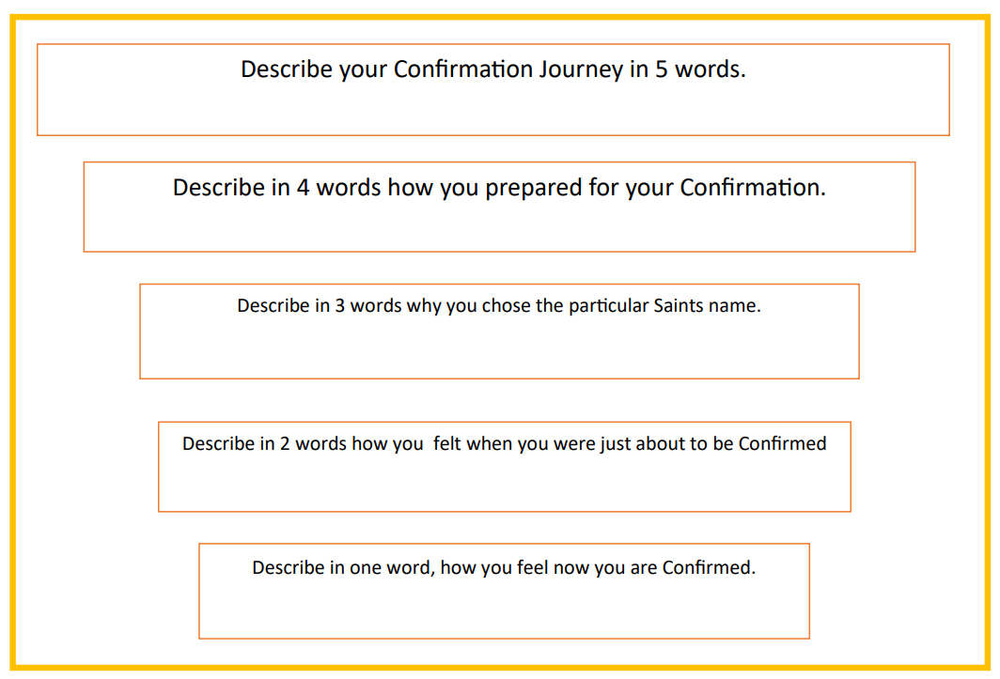 Describe your Confirmation Journey in 5 words.
Describe in 4 words how you prepared for your Confirmation.
Describe in 3 words why you chose the particular Saints name.
Describe in 2 words how you  felt when you were just about to be Confirmed
Describe in one word, how you feel now you are Confirmed.